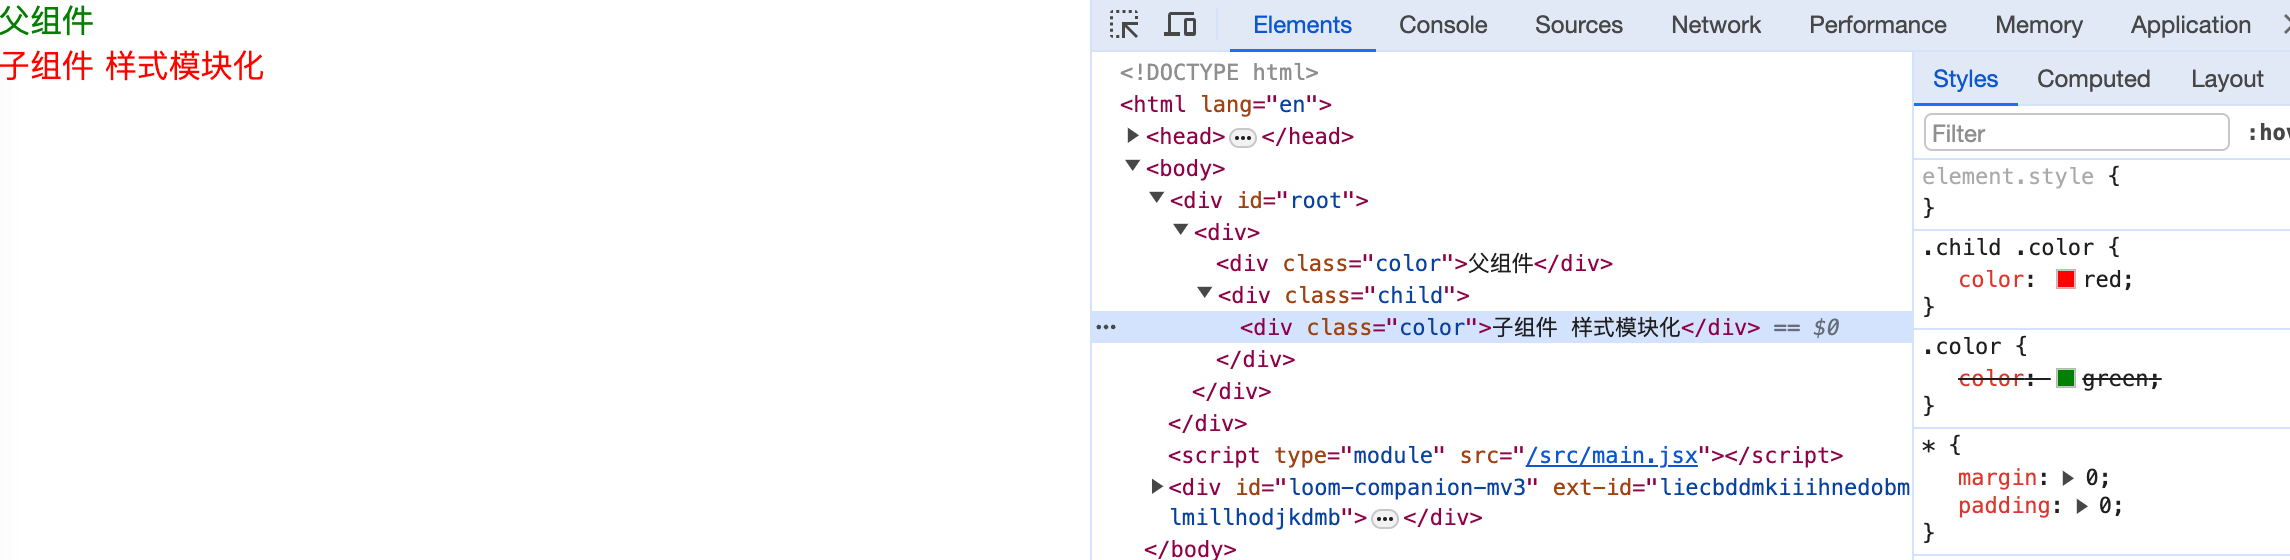 父组件
子组件 样式模块化
Elements Console Sources Network Performance Memory Application
<!DOCTYPE html>
<html lang="en">
<head> ••• </head>
<body>
<div id="root">
<div>
<div class="color">父组件</div>
<div class="child">
••• <div class="color">子组件 样式模块化</div> == $0
</div>
</div>
</div>
<script type="module" src="/src/main.jsx"></script>
<div id="loom-companion-mv3" ext-id="liecbddmkiiihnedobm
lmillhodjkdmb"> ••• </div>
</body>
Styles Computed Layout
Filter :hov
element.style {
}
.child .color {
color: red;
}
.color {
color: green;
}
* {
margin: 0;
padding: 0;
}